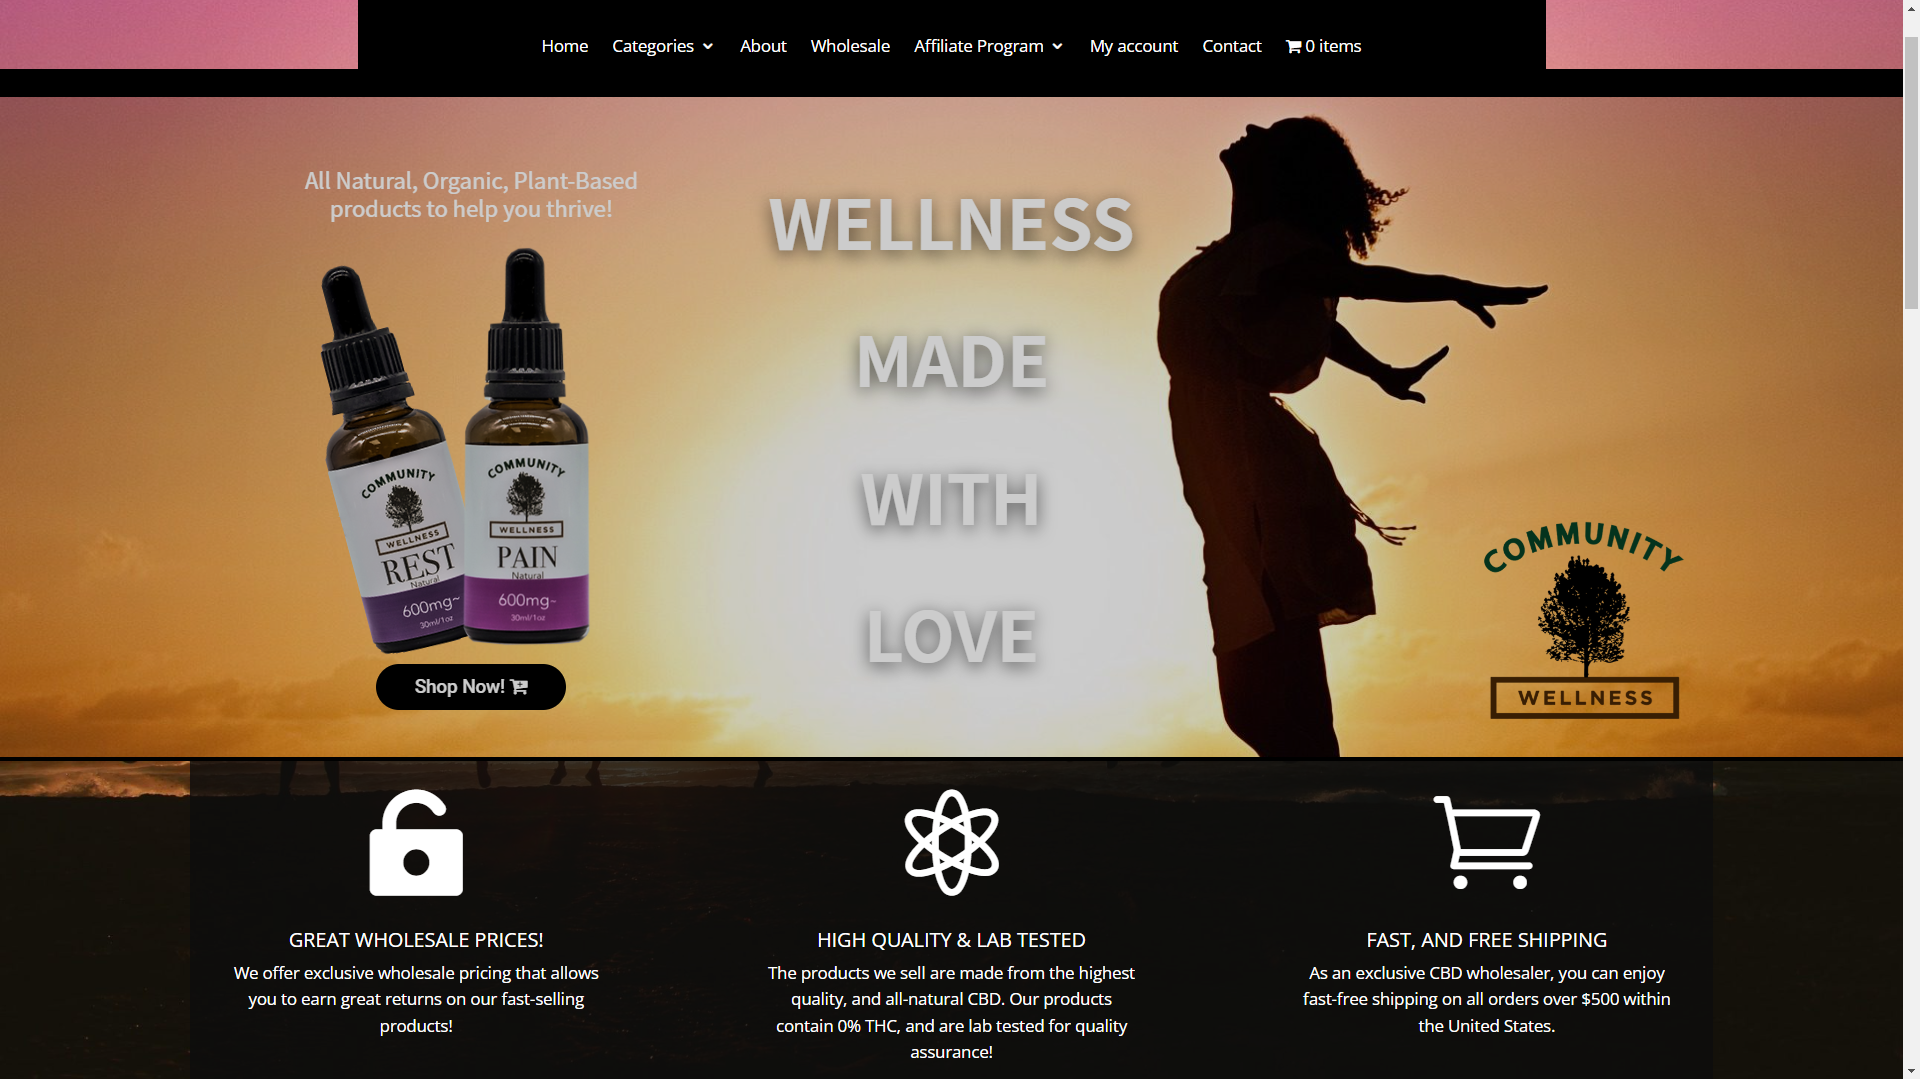 Home Categories About Wholesale Affiliate Program My account Contact 0 items
All Natural, Organic, Plant-Based
products to help you thrive!
WELLNESS
MADE
WITH
LOVE
COMMUNITY
WELLNESS
REST
Natural
600mg~
30ml/1oz
COMMUNITY
WELLNESS
PAIN
Natural
600mg~
30ml/1oz
Shop Now!
COMMUNITY
WELLNESS
GREAT WHOLESALE PRICES!
We offer exclusive wholesale pricing that allows
you to earn great returns on our fast-selling
products!
HIGH QUALITY & LAB TESTED
The products we sell are made from the highest
quality, and all-natural CBD. Our products
contain 0% THC, and are lab tested for quality
assurance!
FAST, AND FREE SHIPPING
As an exclusive CBD wholesaler, you can enjoy
fast-free shipping on all orders over $500 within
the United States.